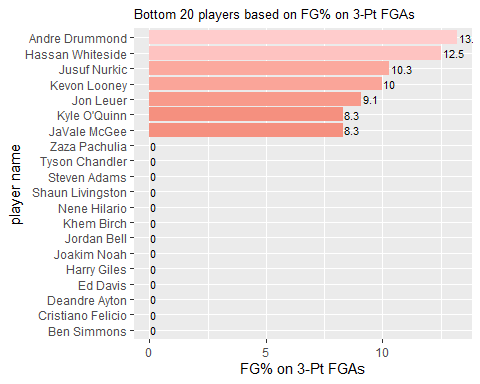 Bottom 20 players based on FG% on 3-Pt FGAs
player name
Andre Drummond 13.
Hassan Whiteside 12.5
Jusuf Nurkic 10.3
Kevon Looney 10
Jon Leuer 9.1
Kyle O'Quinn 8.3
JaVale McGee 8.3
Zaza Pachulia 0
Tyson Chandler 0
Steven Adams 0
Shaun Livingston 0
Nene Hilario 0
Khem Birch 0
Jordan Bell 0
Joakim Noah 0
Harry Giles 0
Ed Davis 0
Deandre Ayton 0
Cristiano Felicio 0
Ben Simmons 0
0 5 10
FG% on 3-Pt FGAs